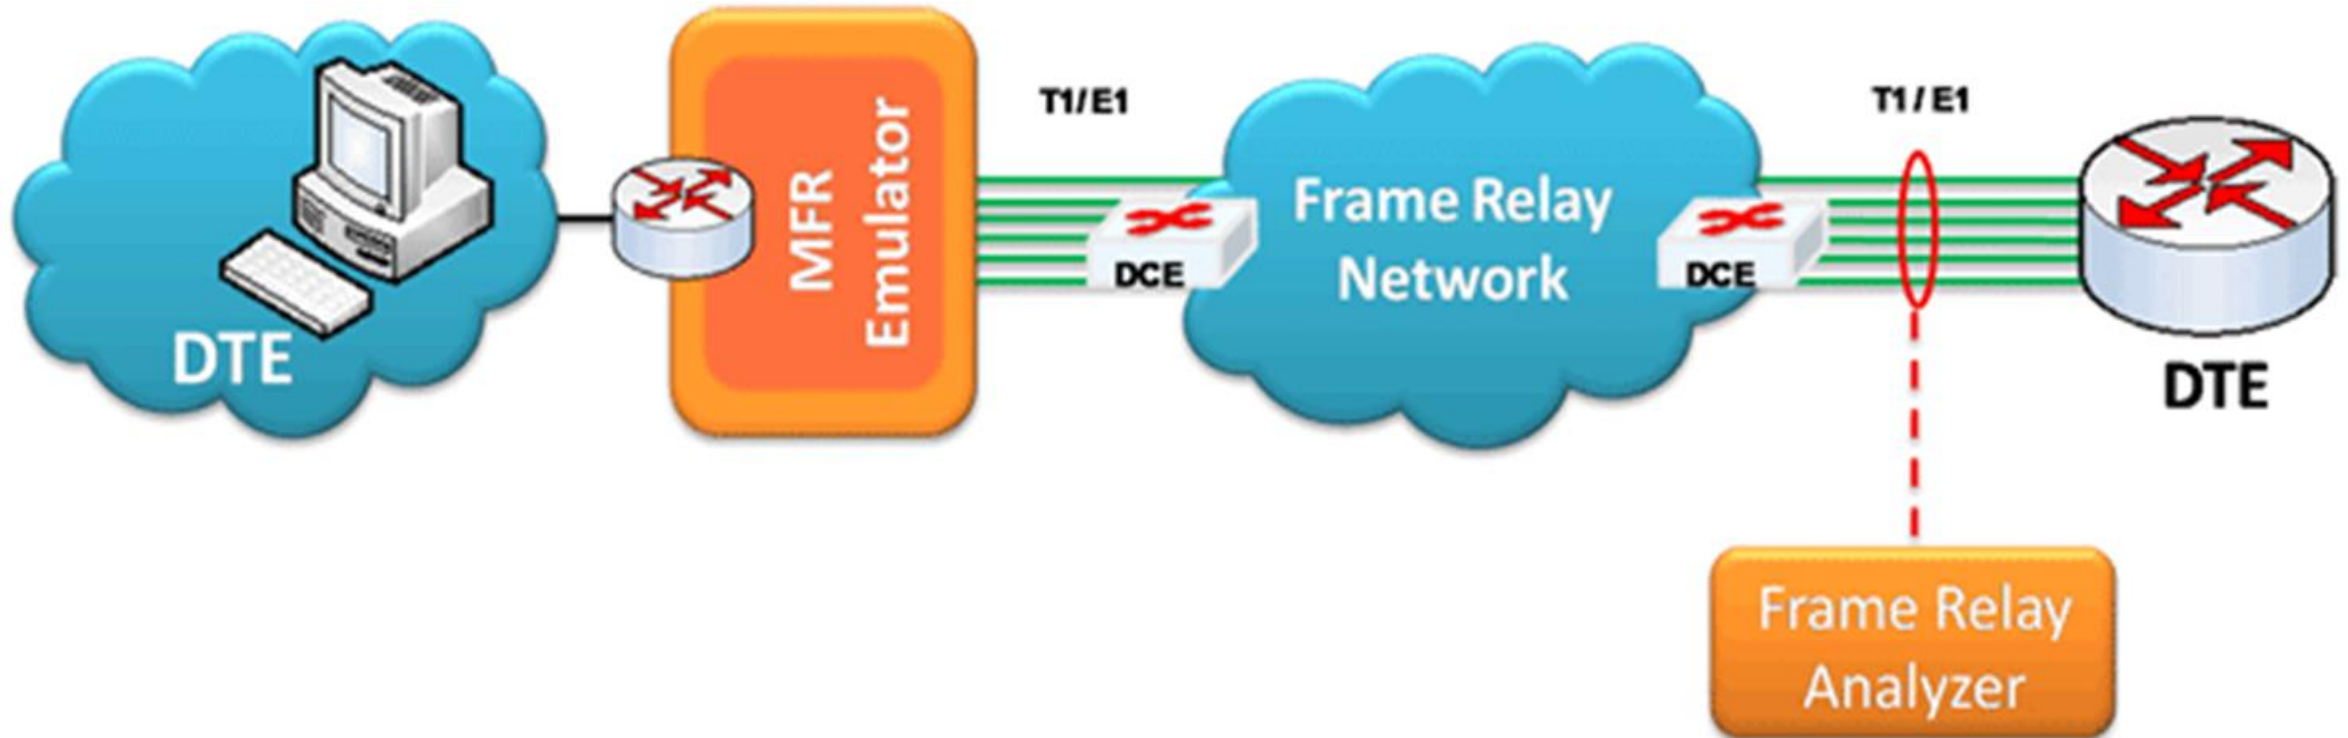 DTE
MFR
Emulator
T1/E1
DCE
Frame Relay
Network
DCE
T1 / E1
DTE
Frame Relay
Analyzer